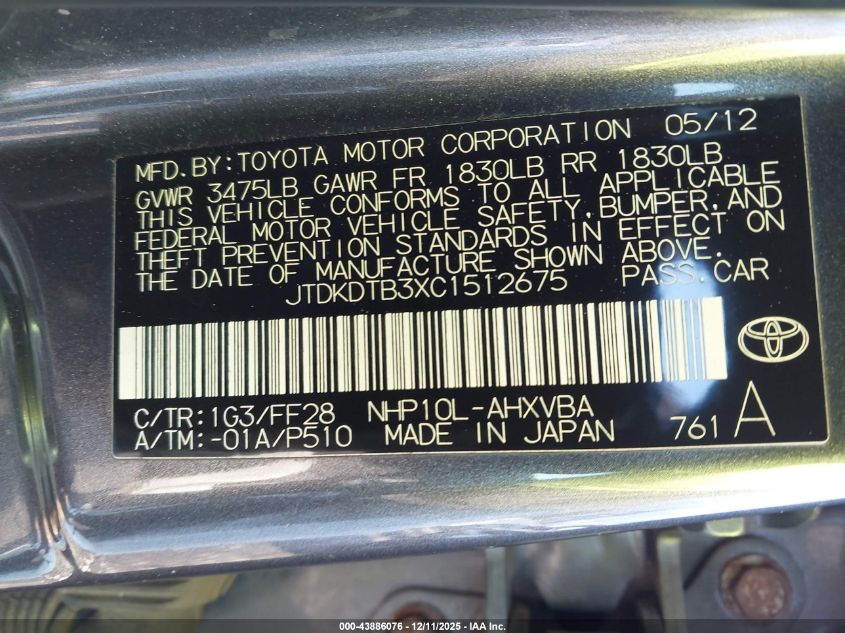 MFD.BY:TOYOTA MOTOR CORPORATION 05/12
GVWR 3475LB GAWR FR 1830LB RR 1830LB
THIS VEHICLE CONFORMS TO ALL APPLICABLE
FEDERAL MOTOR VEHICLE SAFETY,BUMPER,AND
THEFT PREVENTION STANDARDS IN EFFECT ON
THE DATE OF MANUFACTURE SHOWN ABOVE.
JTDKDTB3XC1512675 PASS.CAR
C/TR:1G3/FF28 NHP10L-AHXVBA
A/TM:-01A/P510 MADE IN JAPAN 761 A
000-43886076 - 12/11/2025 - IAA Inc.